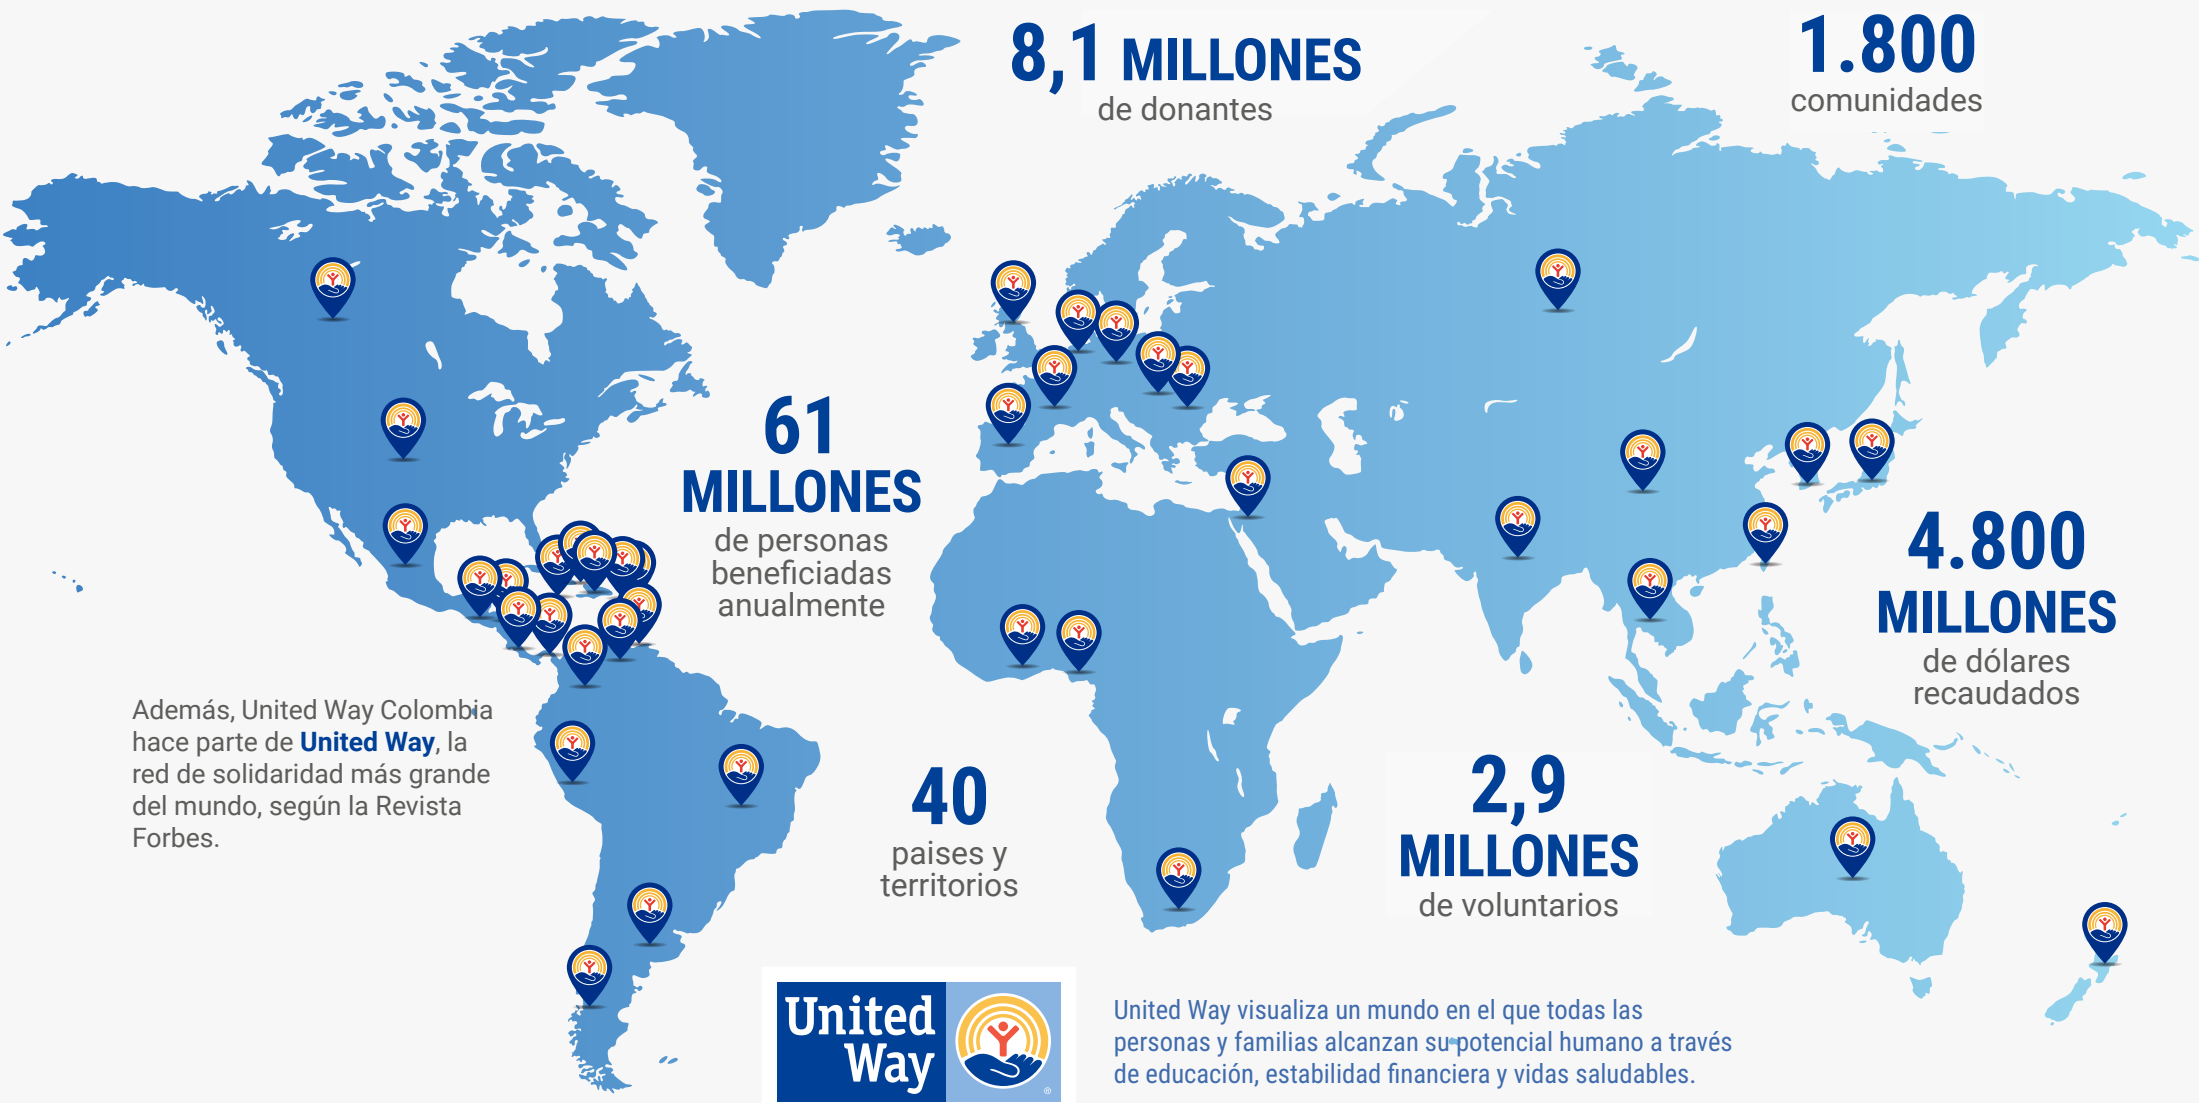 8,1 MILLONES
de donantes
1.800
comunidades
61
MILLONES
de personas
beneficiadas
anualmente
4.800
MILLONES
de dólares
recaudados
Además, United Way Colombia
hace parte de United Way, la
red de solidaridad más grande
del mundo, según la Revista
Forbes.
40
paises y
territorios
2,9
MILLONES
de voluntarios
United
Way
®
United Way visualiza un mundo en el que todas las
personas y familias alcanzan su potencial humano a través
de educación, estabilidad financiera y vidas saludables.